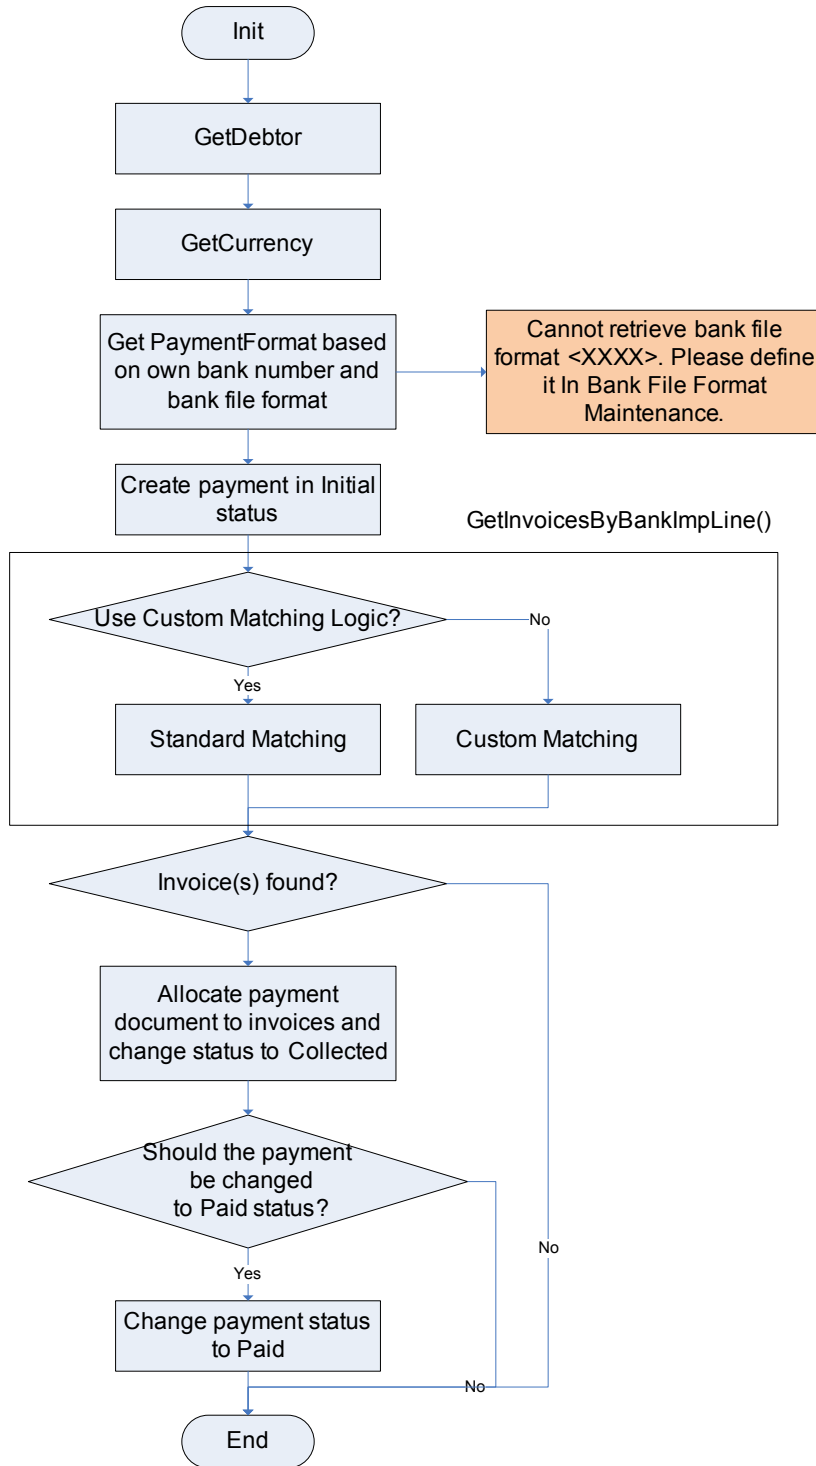 Init
GetDebtor
GetCurrency
Get PaymentFormat based
on own bank number and
bank file format
Cannot retrieve bank file
format <XXXX>. Please define
it In Bank File Format
Maintenance.
Create payment in Initial
status
GetInvoicesByBankImpLine()
Use Custom Matching Logic?
No
Yes
Standard Matching
Custom Matching
Invoice(s) found?
Allocate payment
document to invoices and
change status to Collected
Should the payment
be changed
to Paid status?
No
Yes
Change payment status
to Paid
No
End